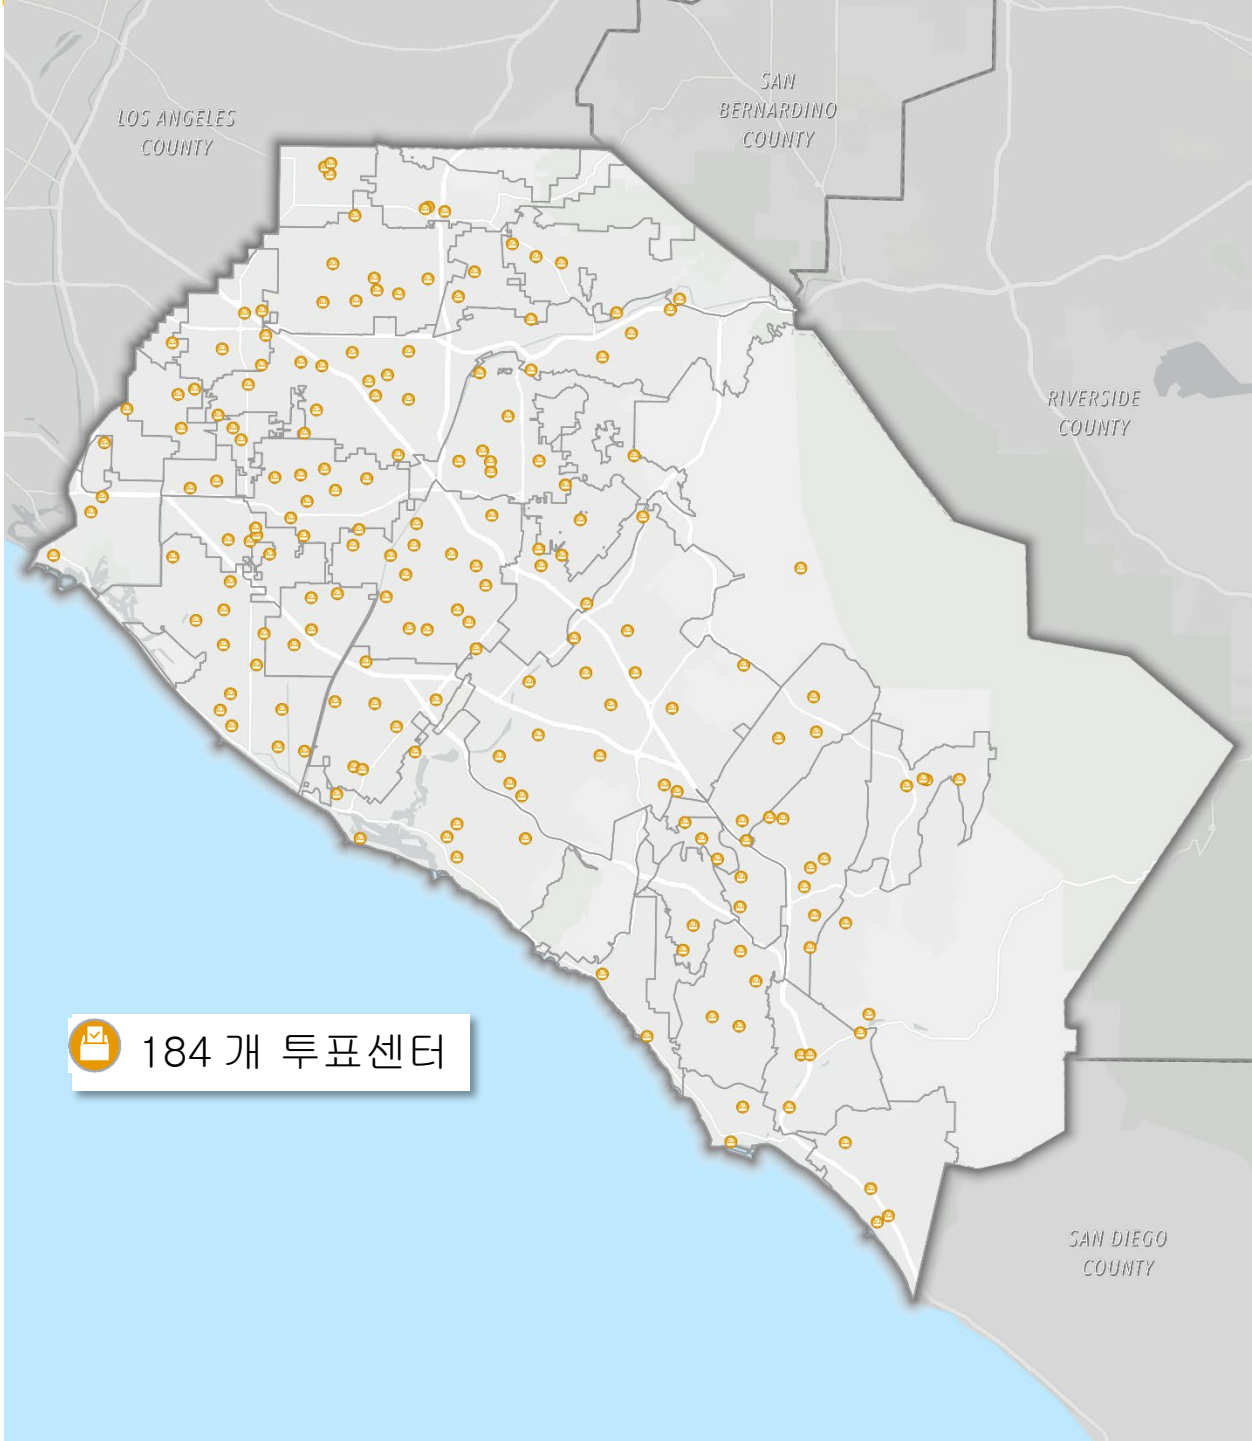 SAN
BERNARDINO
COUNTY
LOS ANGELES
COUNTY
RIVERSIDE
COUNTY
184 개 투표센터
SAN DIEGO
COUNTY